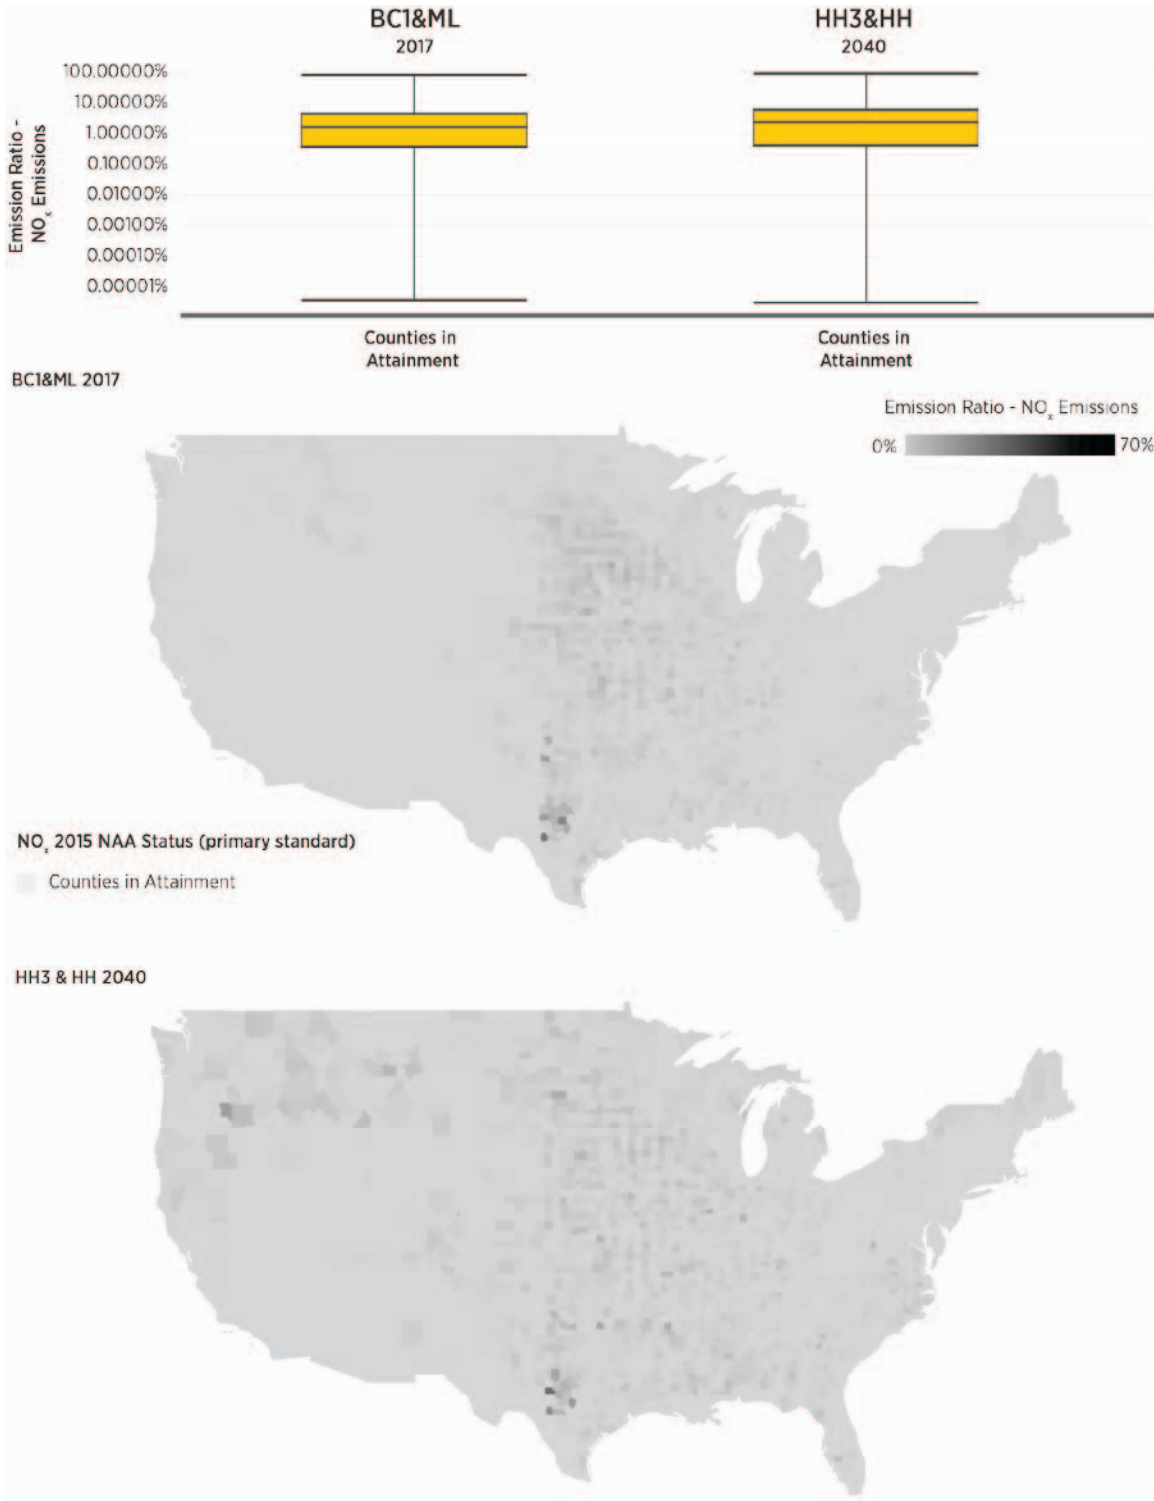 BC1&ML
2017
HH3&HH
2040
Emission Ratio -
NOx Emissions
100.00000%
10.00000%
1.00000%
0.10000%
0.01000%
0.00100%
0.00010%
0.00001%
Counties in
Attainment
Counties in
Attainment
BC1&ML 2017
Emission Ratio - NOx Emissions
0%
70%
NOx 2015 NAA Status (primary standard)
Counties in Attainment
HH3 & HH 2040